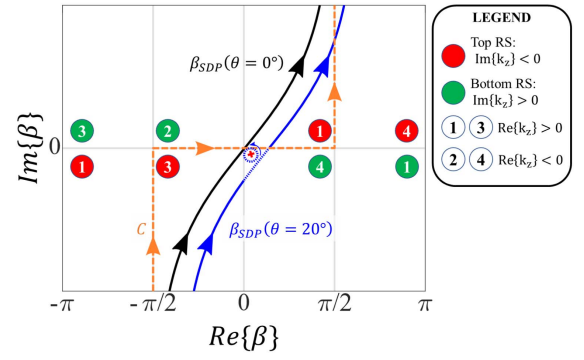 LEGEND
Top RS:
Im{k_z} < 0
Bottom RS:
Im{k_z} > 0
1 3 Re{k_z} > 0
2 4 Re{k_z} < 0
β_SDP(θ = 0°)
3 2 1 4
0
1 3 4 1
β_SDP(θ = 20°)
C
-π -π/2 0 π/2 π
Re{β}
Im{β}